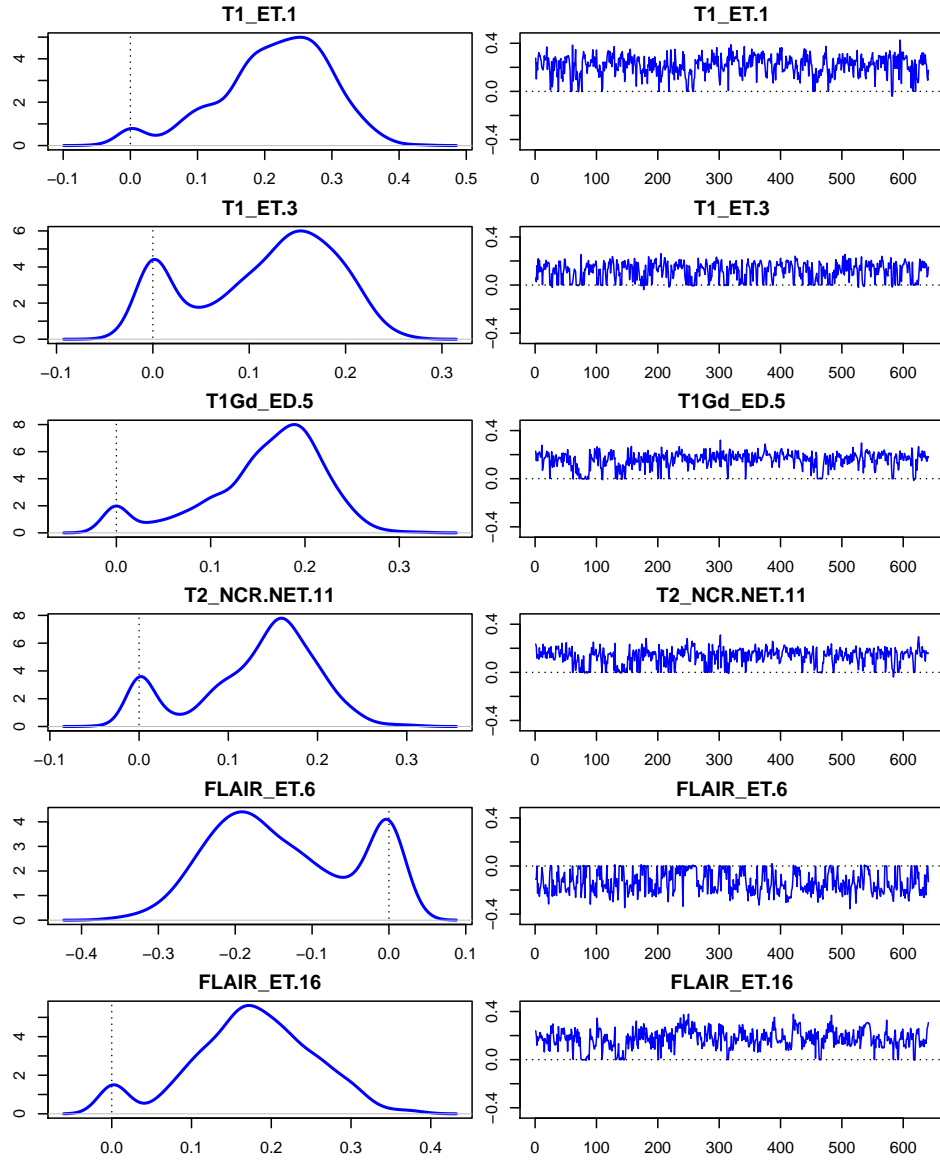 T1_ET.1 T1_ET.1
0 2 4
−0.1 0.0 0.1 0.2 0.3 0.4 0.5
−0.4 0.0 0.4
0 100 200 300 400 500 600
T1_ET.3 T1_ET.3
0 2 4 6
−0.1 0.0 0.1 0.2 0.3
−0.4 0.0 0.4
0 100 200 300 400 500 600
T1Gd_ED.5 T1Gd_ED.5
0 2 4 6 8
0.0 0.1 0.2 0.3
−0.4 0.0 0.4
0 100 200 300 400 500 600
T2_NCR.NET.11 T2_NCR.NET.11
0 2 4 6 8
−0.1 0.0 0.1 0.2 0.3
−0.4 0.0 0.4
0 100 200 300 400 500 600
FLAIR_ET.6 FLAIR_ET.6
0 1 2 3 4
−0.4 −0.3 −0.2 −0.1 0.0 0.1
−0.4 0.0 0.4
0 100 200 300 400 500 600
FLAIR_ET.16 FLAIR_ET.16
0 2 4
0.0 0.1 0.2 0.3 0.4
−0.4 0.0 0.4
0 100 200 300 400 500 600